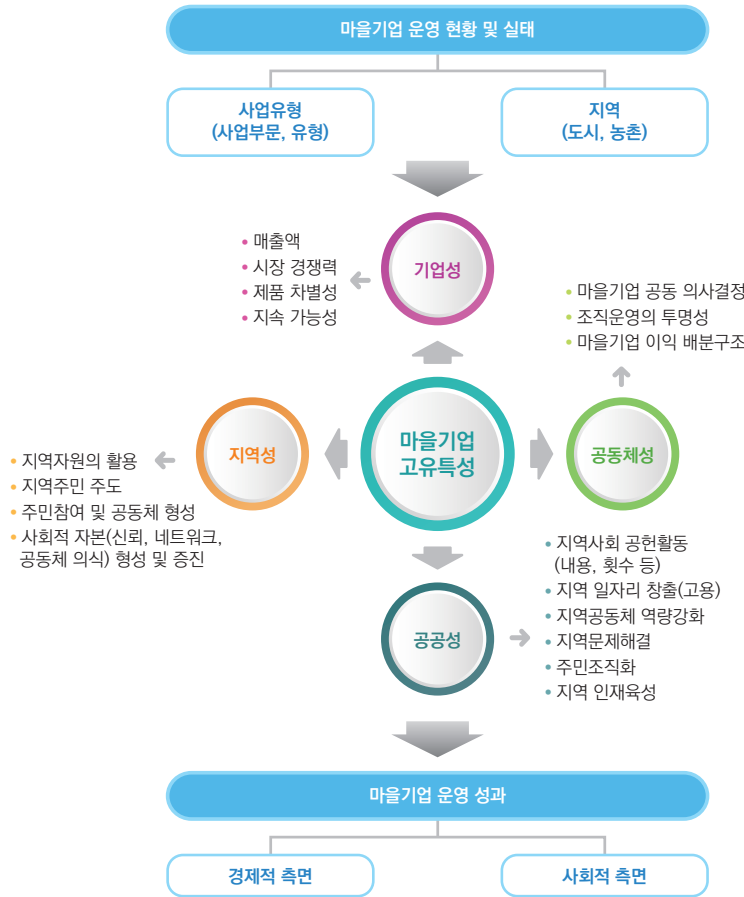 마을기업 운영 현황 및 실태
사업유형
(사업부문, 유형)
지역
(도시, 농촌)
기업성
• 매출액
• 시장 경쟁력
• 제품 차별성
• 지속 가능성
• 마을기업 공동 의사결정
• 조직운영의 투명성
• 마을기업 이익 배분구조
마을기업
고유특성
지역성
공동체성
• 지역자원의 활용
• 지역주민 주도
• 주민참여 및 공동체 형성
• 사회적 자본(신뢰, 네트워크,
공동체 의식) 형성 및 증진
공공성
• 지역사회 공헌활동
(내용, 횟수 등)
• 지역 일자리 창출(고용)
• 지역공동체 역량강화
• 지역문제해결
• 주민조직화
• 지역 인재육성
마을기업 운영 성과
경제적 측면
사회적 측면